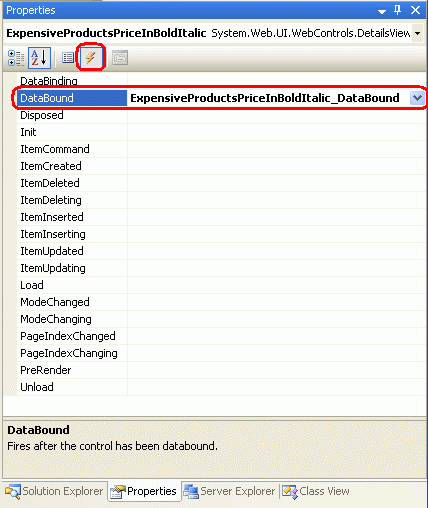 Properties
ExpensiveProductsPriceInBoldItalic System.Web.UI.WebControls.DetailsView
DataBinding
DataBound ExpensiveProductsPriceInBoldItalic_DataBound
Disposed
Init
ItemCommand
ItemCreated
ItemDeleted
ItemDeleting
ItemInserted
ItemInserting
ItemUpdated
ItemUpdating
Load
ModeChanged
ModeChanging
PageIndexChanged
PageIndexChanging
PreRender
Unload
DataBound
Fires after the control has been databound.
Solution Explorer Properties Server Explorer Class View